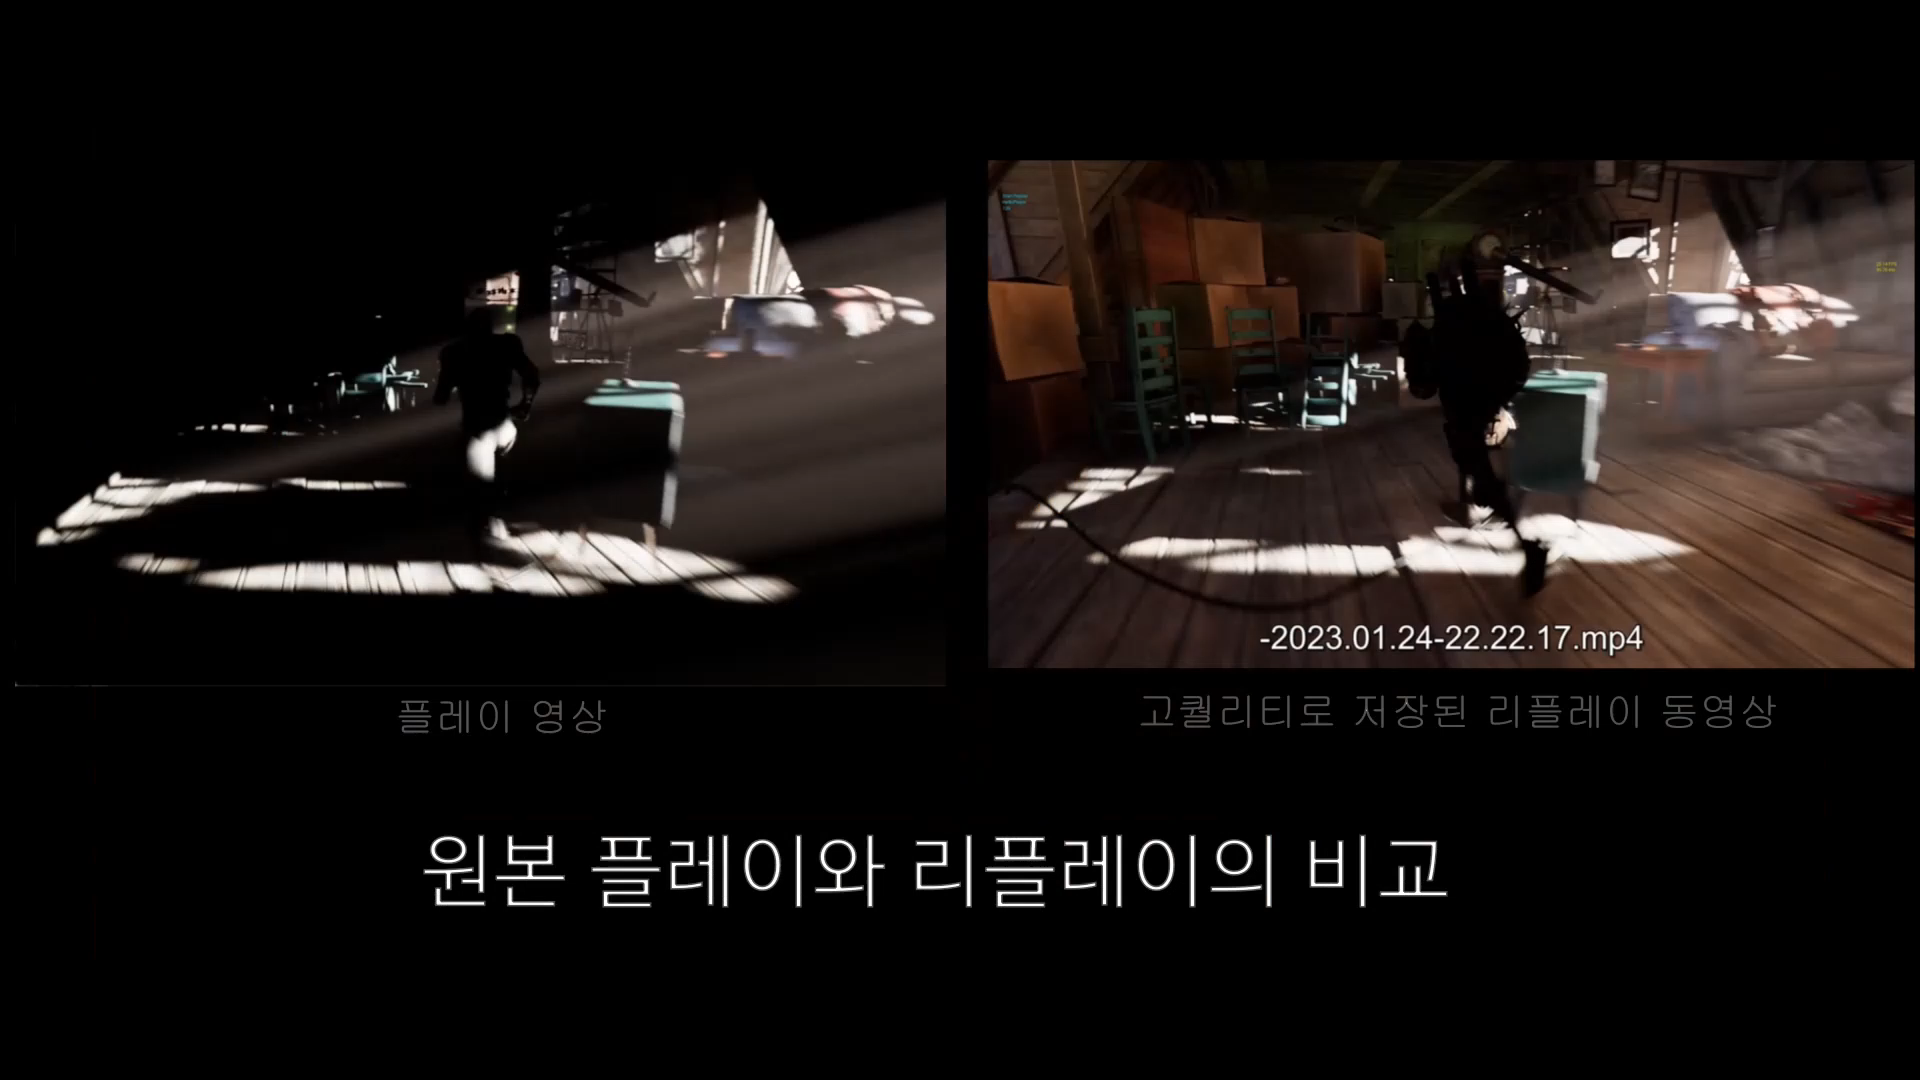 -2023.01.24-22.22.17.mp4
플레이 영상
고퀄리티로 저장된 리플레이 동영상
원본 플레이와 리플레이의 비교